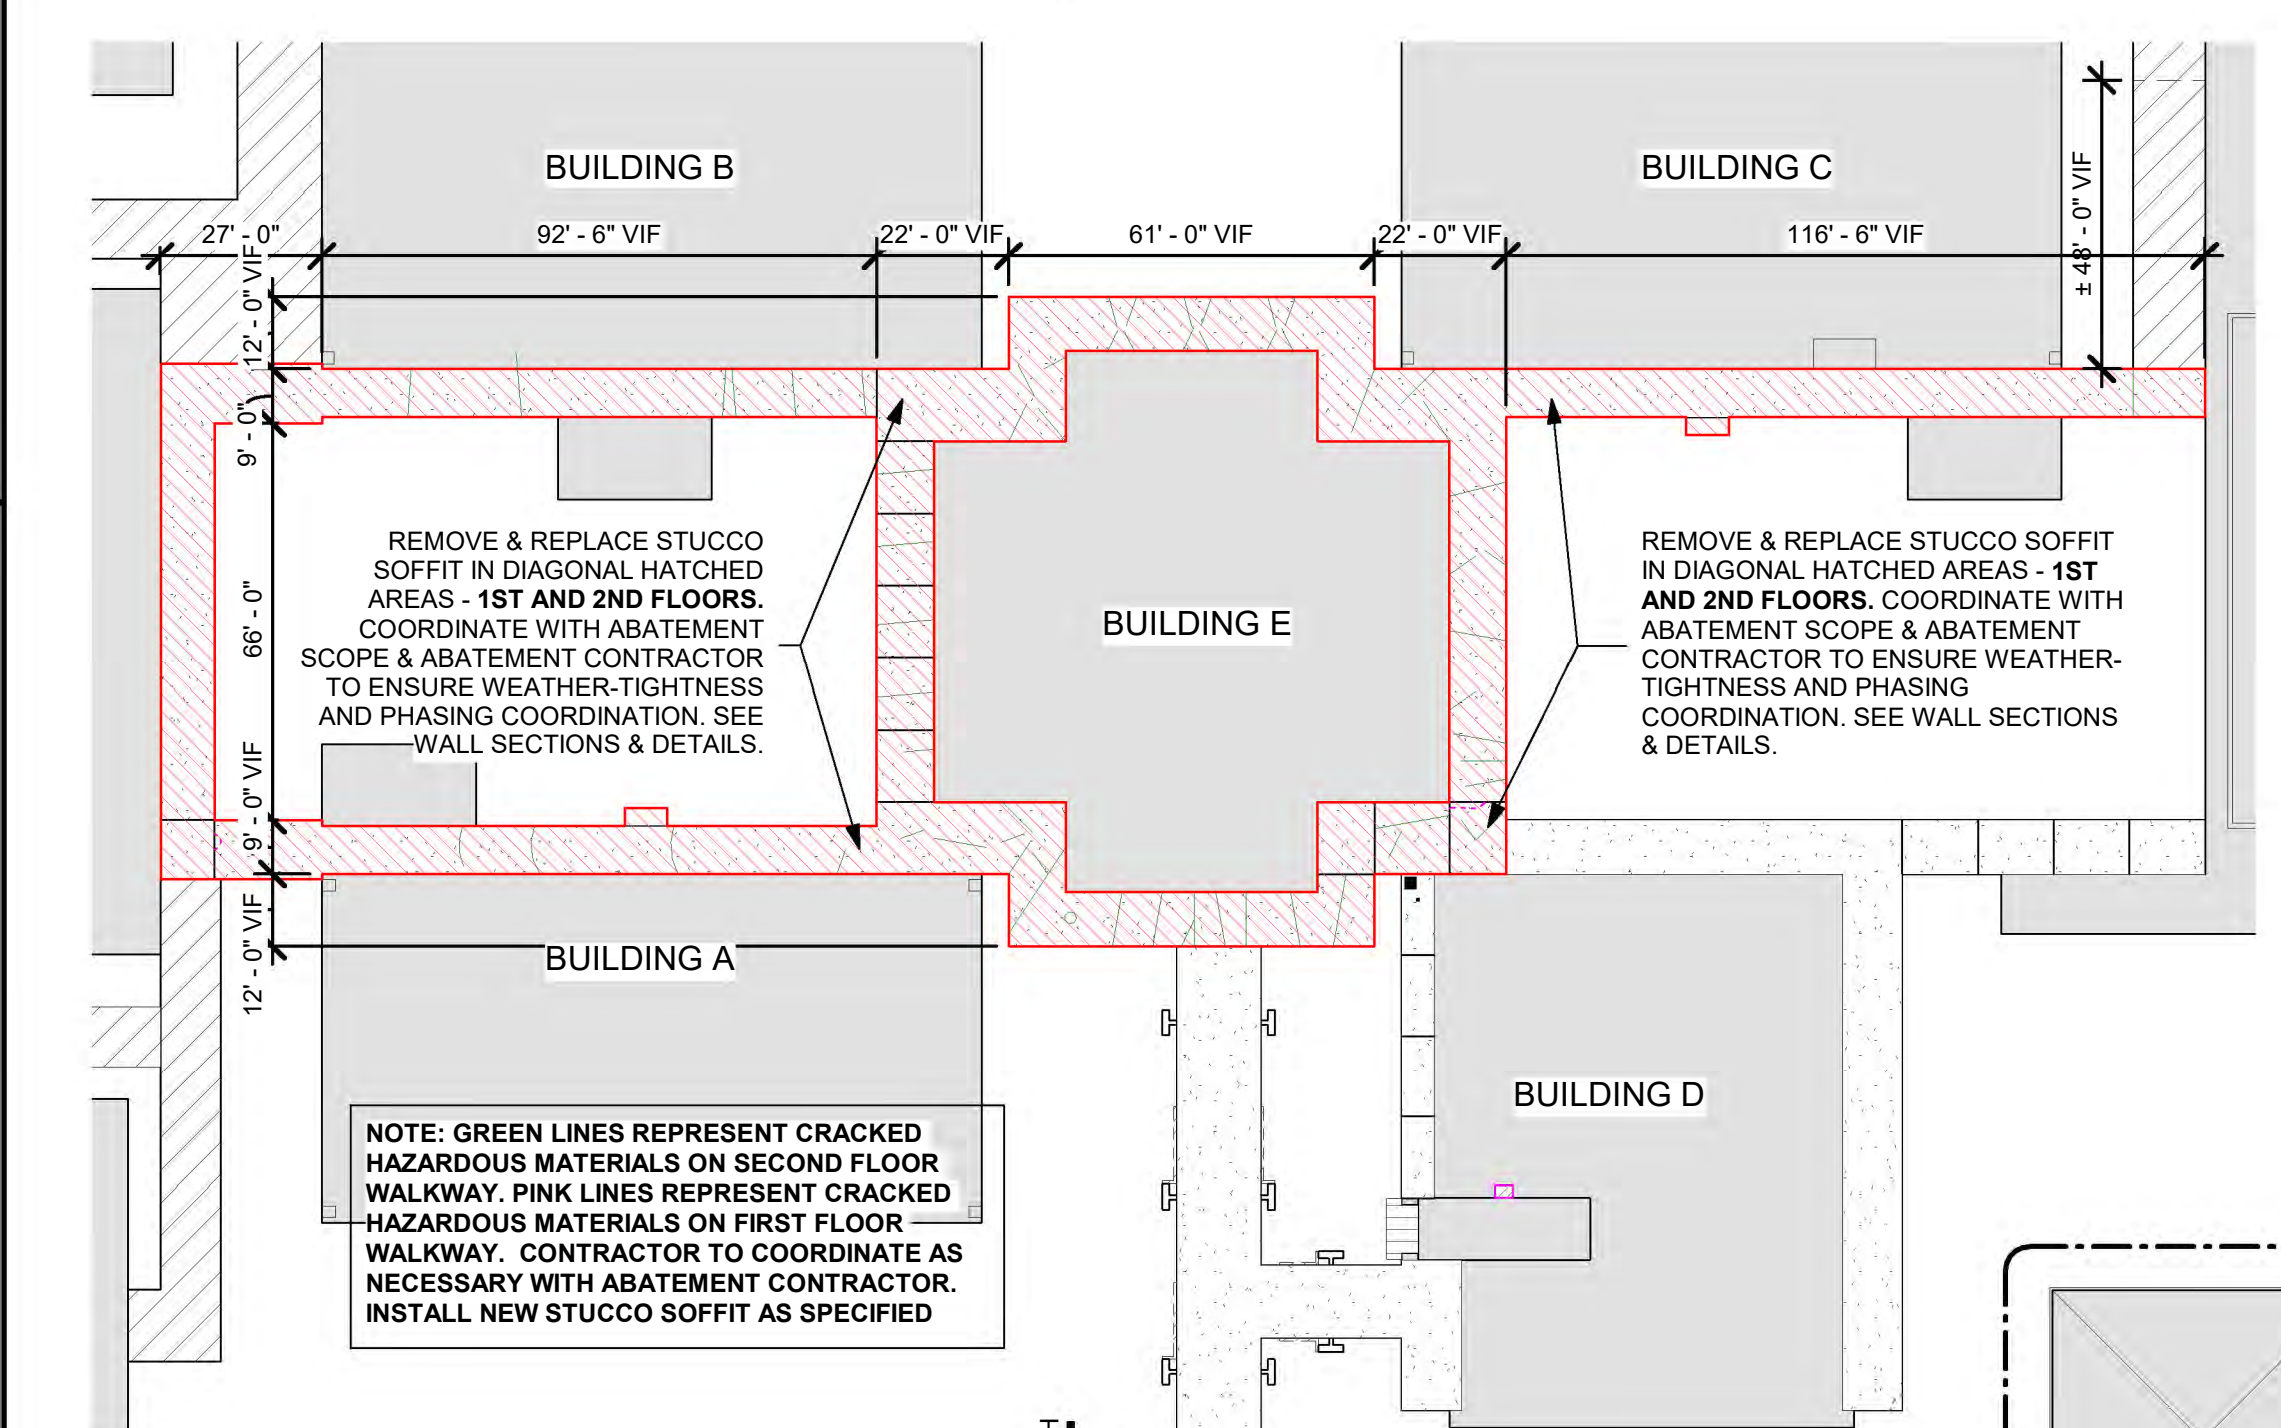 BUILDING B
BUILDING C
27' - 0"
92' - 6" VIF
22' - 0" VIF
61' - 0" VIF
22' - 0" VIF
116' - 6" VIF
± 48' - 0" VIF
12' - 0" VIF
9' - 0"
66' - 0"
9' - 0" VIF
12' - 0" VIF
REMOVE & REPLACE STUCCO
SOFFIT IN DIAGONAL HATCHED
AREAS - 1ST AND 2ND FLOORS.
COORDINATE WITH ABATEMENT
SCOPE & ABATEMENT CONTRACTOR
TO ENSURE WEATHER-TIGHTNESS
AND PHASING COORDINATION. SEE
WALL SECTIONS & DETAILS.
BUILDING E
REMOVE & REPLACE STUCCO SOFFIT
IN DIAGONAL HATCHED AREAS - 1ST
AND 2ND FLOORS. COORDINATE WITH
ABATEMENT SCOPE & ABATEMENT
CONTRACTOR TO ENSURE WEATHER-
TIGHTNESS AND PHASING
COORDINATION. SEE WALL SECTIONS
& DETAILS.
BUILDING A
BUILDING D
NOTE: GREEN LINES REPRESENT CRACKED
HAZARDOUS MATERIALS ON SECOND FLOOR
WALKWAY. PINK LINES REPRESENT CRACKED
HAZARDOUS MATERIALS ON FIRST FLOOR
WALKWAY. CONTRACTOR TO COORDINATE AS
NECESSARY WITH ABATEMENT CONTRACTOR.
INSTALL NEW STUCCO SOFFIT AS SPECIFIED